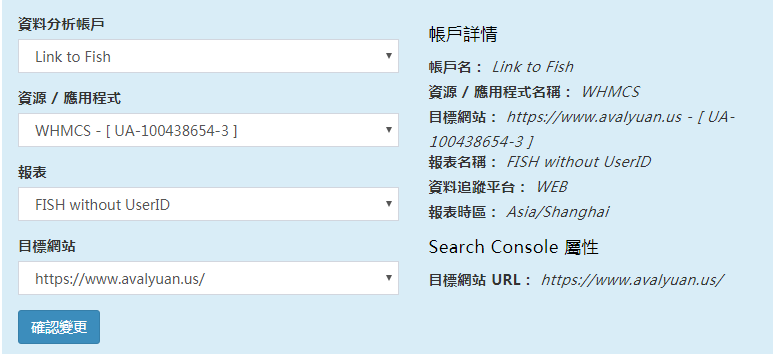 資料分析帳戶
Link to Fish
資源 / 應用程式
WHMCS - [ UA-100438654-3 ]
報表
FISH without UserID
目標網站
https://www.avalyuan.us/
確認變更
帳戶詳情
帳戶名： Link to Fish
資源 / 應用程式名稱： WHMCS
目標網站： https://www.avalyuan.us - [ UA-
100438654-3 ]
報表名稱： FISH without UserID
資料追蹤平台： WEB
報表時區： Asia/Shanghai
Search Console 屬性
目標網站 URL： https://www.avalyuan.us/